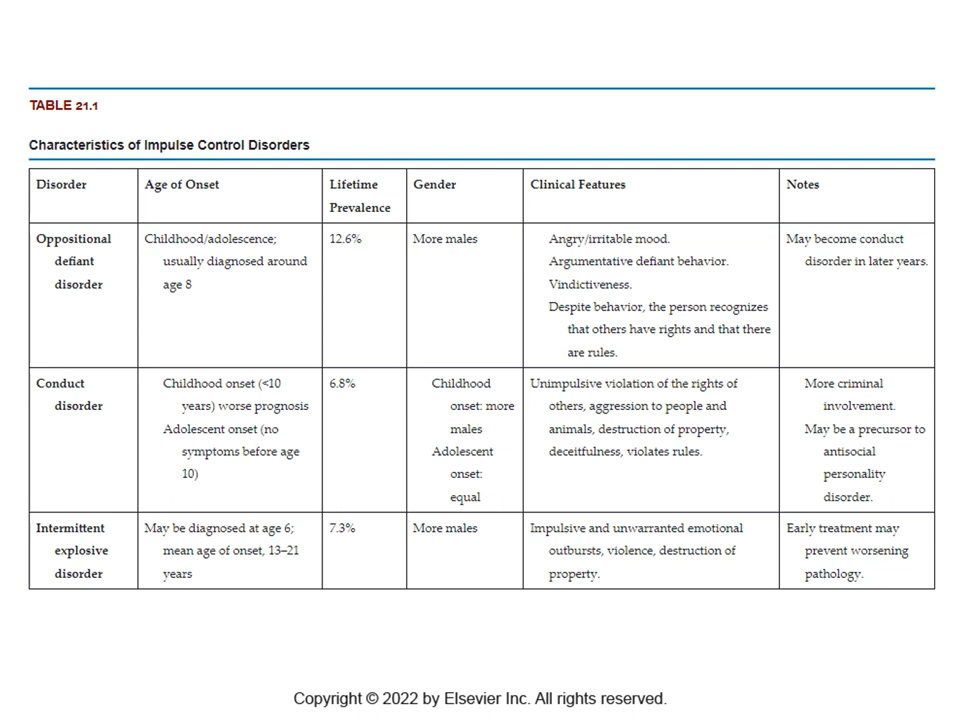 TABLE 21.1
Characteristics of Impulse Control Disorders
Disorder
Age of Onset
Lifetime
Prevalence
Gender
Clinical Features
Notes
Oppositional
defiant
disorder
Childhood/adolescence;
usually diagnosed around
age 8
12.6%
More males
Angry/irritable mood.
Argumentative defiant behavior.
Vindictiveness.
Despite behavior, the person recognizes
that others have rights and that there
are rules.
May become conduct
disorder in later years.
Conduct
disorder
Childhood onset (<10
years) worse prognosis
Adolescent onset (no
symptoms before age
10)
6.8%
Childhood
onset: more
males
Adolescent
onset:
equal
Unimpulsive violation of the rights of
others, aggression to people and
animals, destruction of property,
deceitfulness, violates rules.
More criminal
involvement.
May be a precursor to
antisocial
personality
disorder.
Intermittent
explosive
disorder
May be diagnosed at age 6;
mean age of onset, 13–21
years
7.3%
More males
Impulsive and unwarranted emotional
outbursts, violence, destruction of
property.
Early treatment may
prevent worsening
pathology.
Copyright © 2022 by Elsevier Inc. All rights reserved.